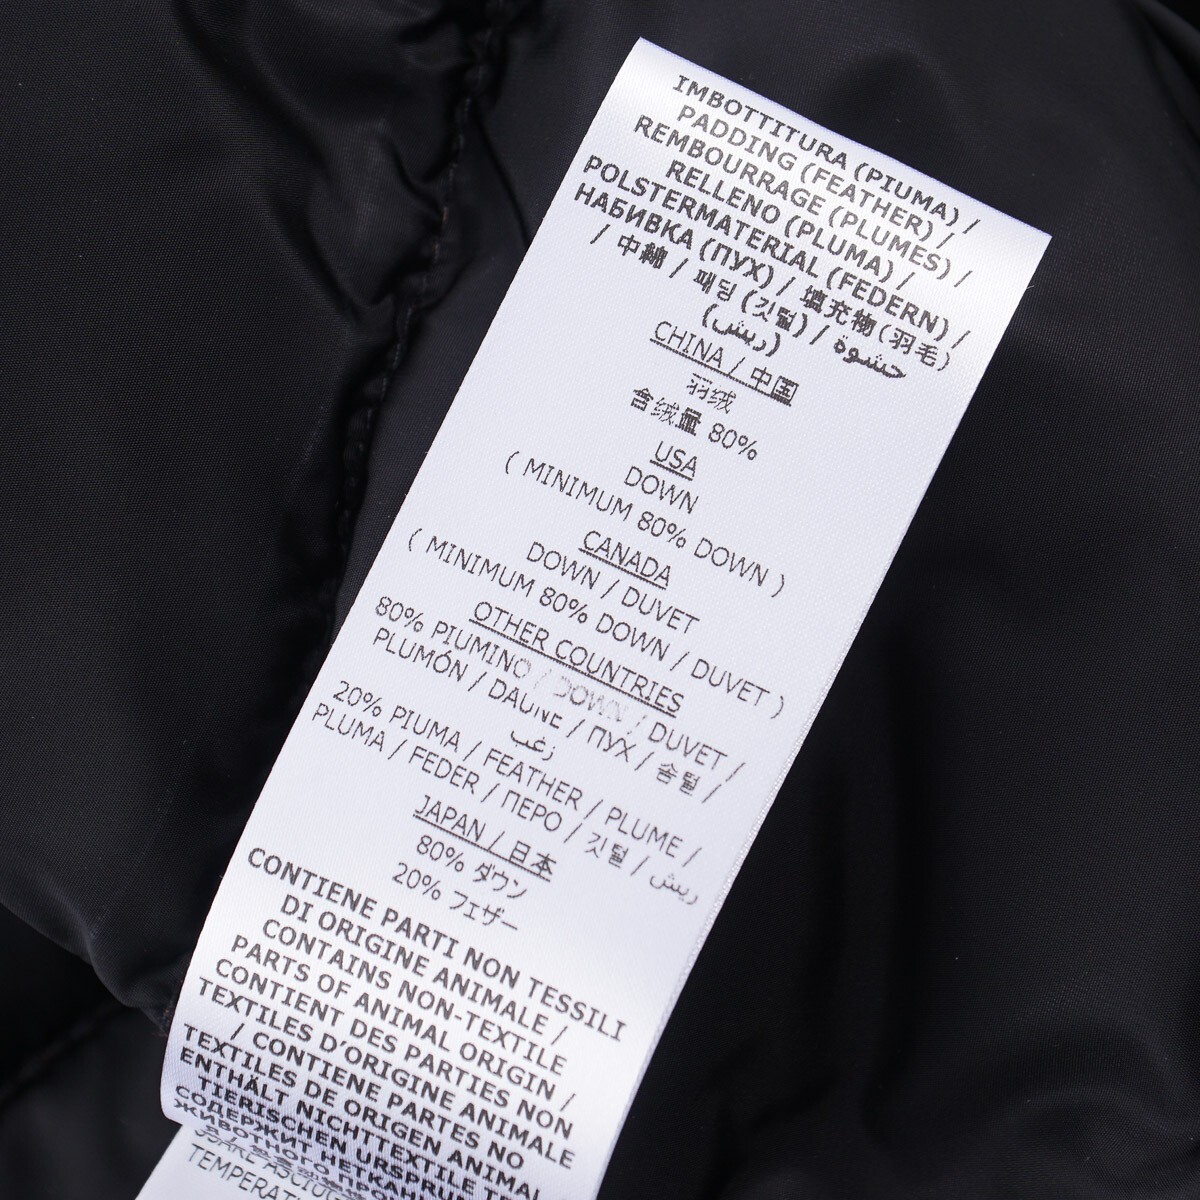 IMBOTTITURA (PIUMA) /
PADDING (FEATHER) /
REMBOURRAGE (PLUMES) /
RELLENO (PLUMA) /
POLSTERMATERIAL (FEDERN) /
НАБИВКА (ПУХ) / 填充物(羽毛)
/ 中綿 / 패딩 (깃털) / حشوة
(ريش)
CHINA / 中国
羽绒
含绒量 80%
USA
DOWN
( MINIMUM 80% DOWN )
CANADA
DOWN / DUVET
( MINIMUM 80% DOWN / DUVET )
OTHER COUNTRIES
80% PIUMINO / DOWN / DUVET /
PLUMÓN / DAUNE / ПУХ / 솜털 /
زغب
20% PIUMA / FEATHER / PLUME /
PLUMA / FEDER / ПЕРО / 깃털 / ريش
JAPAN / 日本
80% ダウン
20% フェザー
CONTIENE PARTI NON TESSILI
DI ORIGINE ANIMALE /
CONTAINS NON-TEXTILE
PARTS OF ANIMAL ORIGIN /
CONTIENT DES PARTIES NON
TEXTILES D'ORIGINE ANIMALE
/ CONTIENE PARTES NO
TEXTILES DE ORIGEN ANIMAL
ENTHÄLT NICHTTEXTILE
TIERISCHEN URSPRU
СОДЕРЖИТ НЕТКАН
ЖИВОТНОГО ПРО